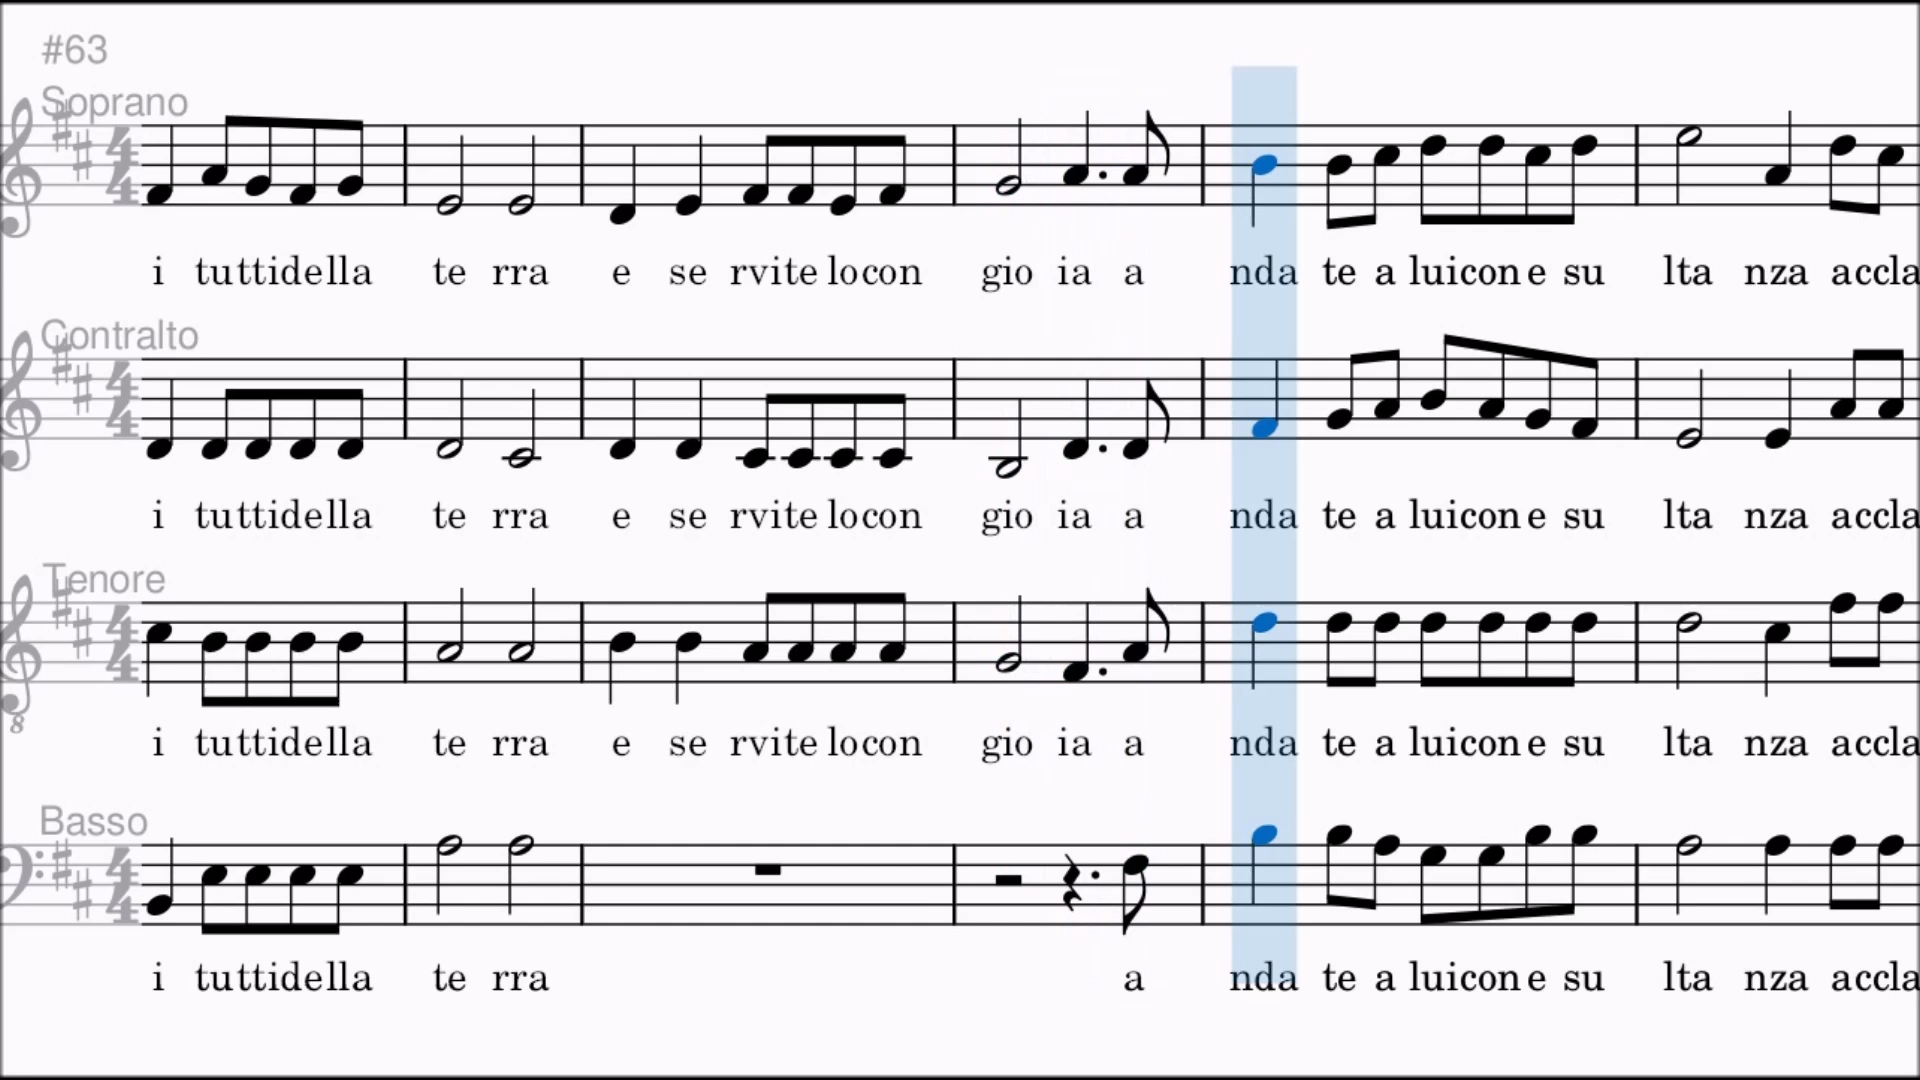 #63
Soprano
i tuttidella te rra e se rvite locon gio ia a nda te a luicon e su lta nza accla
Contralto
i tuttidella te rra e se rvite locon gio ia a nda te a luicon e su lta nza accla
Tenore
i tuttidella te rra e se rvite locon gio ia a nda te a luicon e su lta nza accla
Basso
i tuttidella te rra a nda te a luicon e su lta nza accla